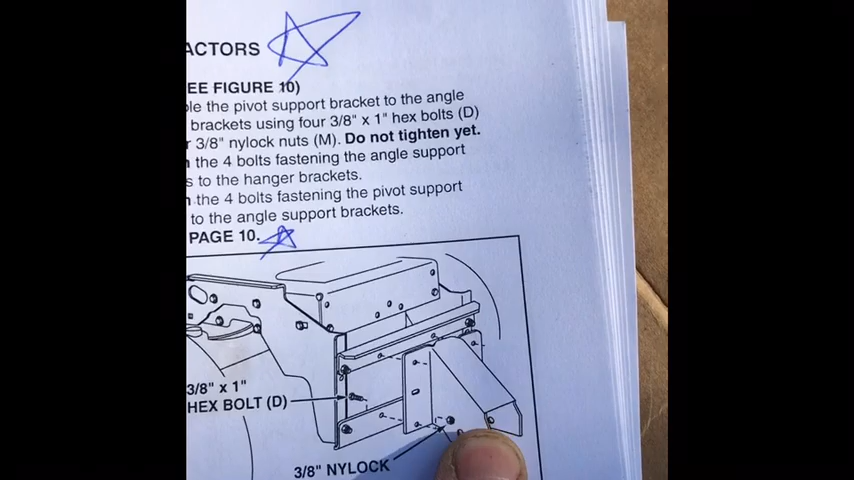 ACTORS
EE FIGURE 10)
ple the pivot support bracket to the angle
brackets using four 3/8" x 1" hex bolts (D)
r 3/8" nylock nuts (M). Do not tighten yet.
the 4 bolts fastening the angle support
s to the hanger brackets.
the 4 bolts fastening the pivot support
to the angle support brackets.
PAGE 10.
3/8" x 1"
HEX BOLT (D)
3/8" NYLOCK